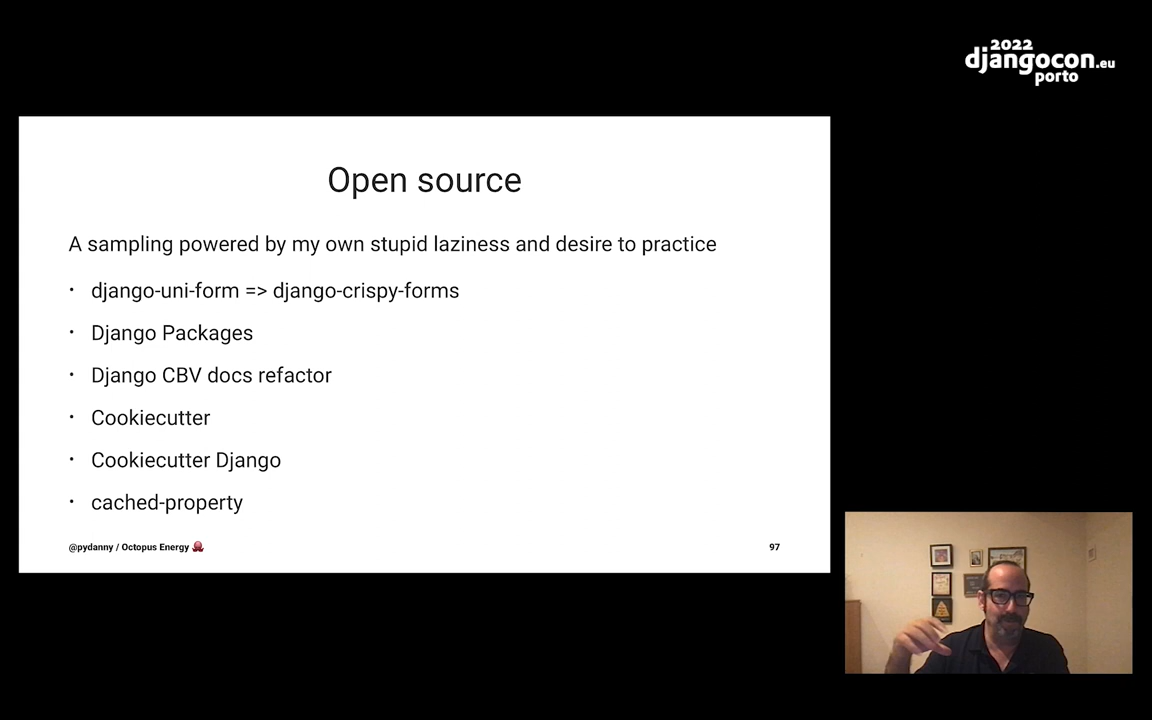 2022
djangocon.eu
porto
Open source
A sampling powered by my own stupid laziness and desire to practice
• django-uni-form => django-crispy-forms
• Django Packages
• Django CBV docs refactor
• Cookiecutter
• Cookiecutter Django
• cached-property
@pydanny / Octopus Energy 🐙
97